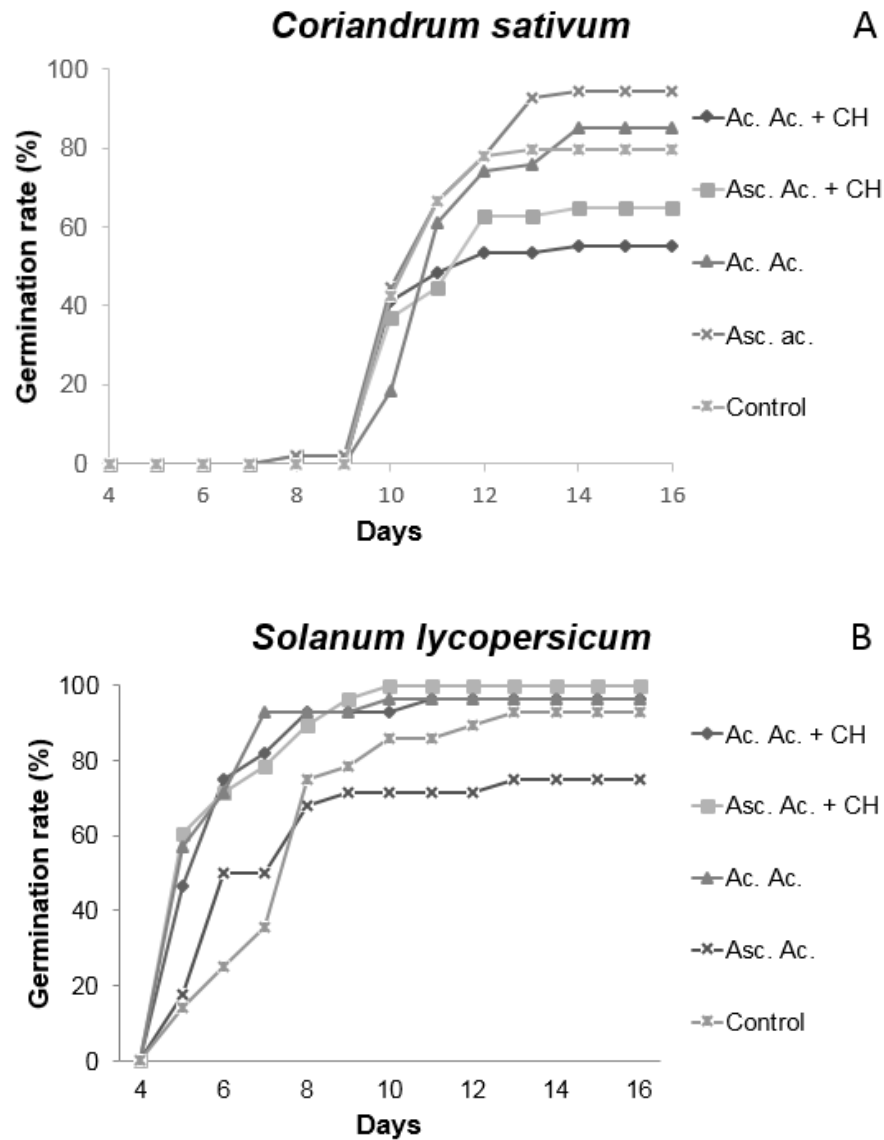 Coriandrum sativum
A
Germination rate (%)
100
80
60
40
20
0
4 6 8 10 12 14 16
Days
Ac. Ac. + CH
Asc. Ac. + CH
Ac. Ac.
Asc. ac.
Control
Solanum lycopersicum
B
Germination rate (%)
100
80
60
40
20
0
4 6 8 10 12 14 16
Days
Ac. Ac. + CH
Asc. Ac. + CH
Ac. Ac.
Asc. Ac.
Control